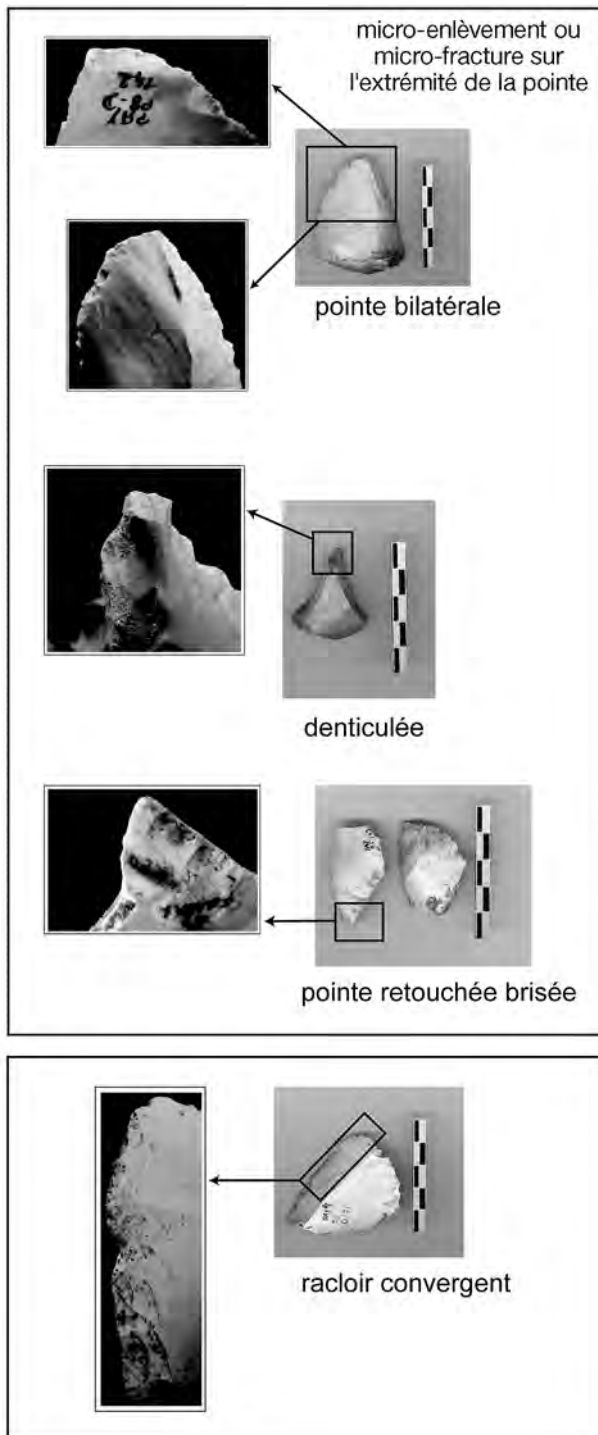 micro-enlèvement ou
micro-fracture sur
l'extrémité de la pointe
pointe bilatérale
denticulée
pointe retouchée brisée
racloir convergent